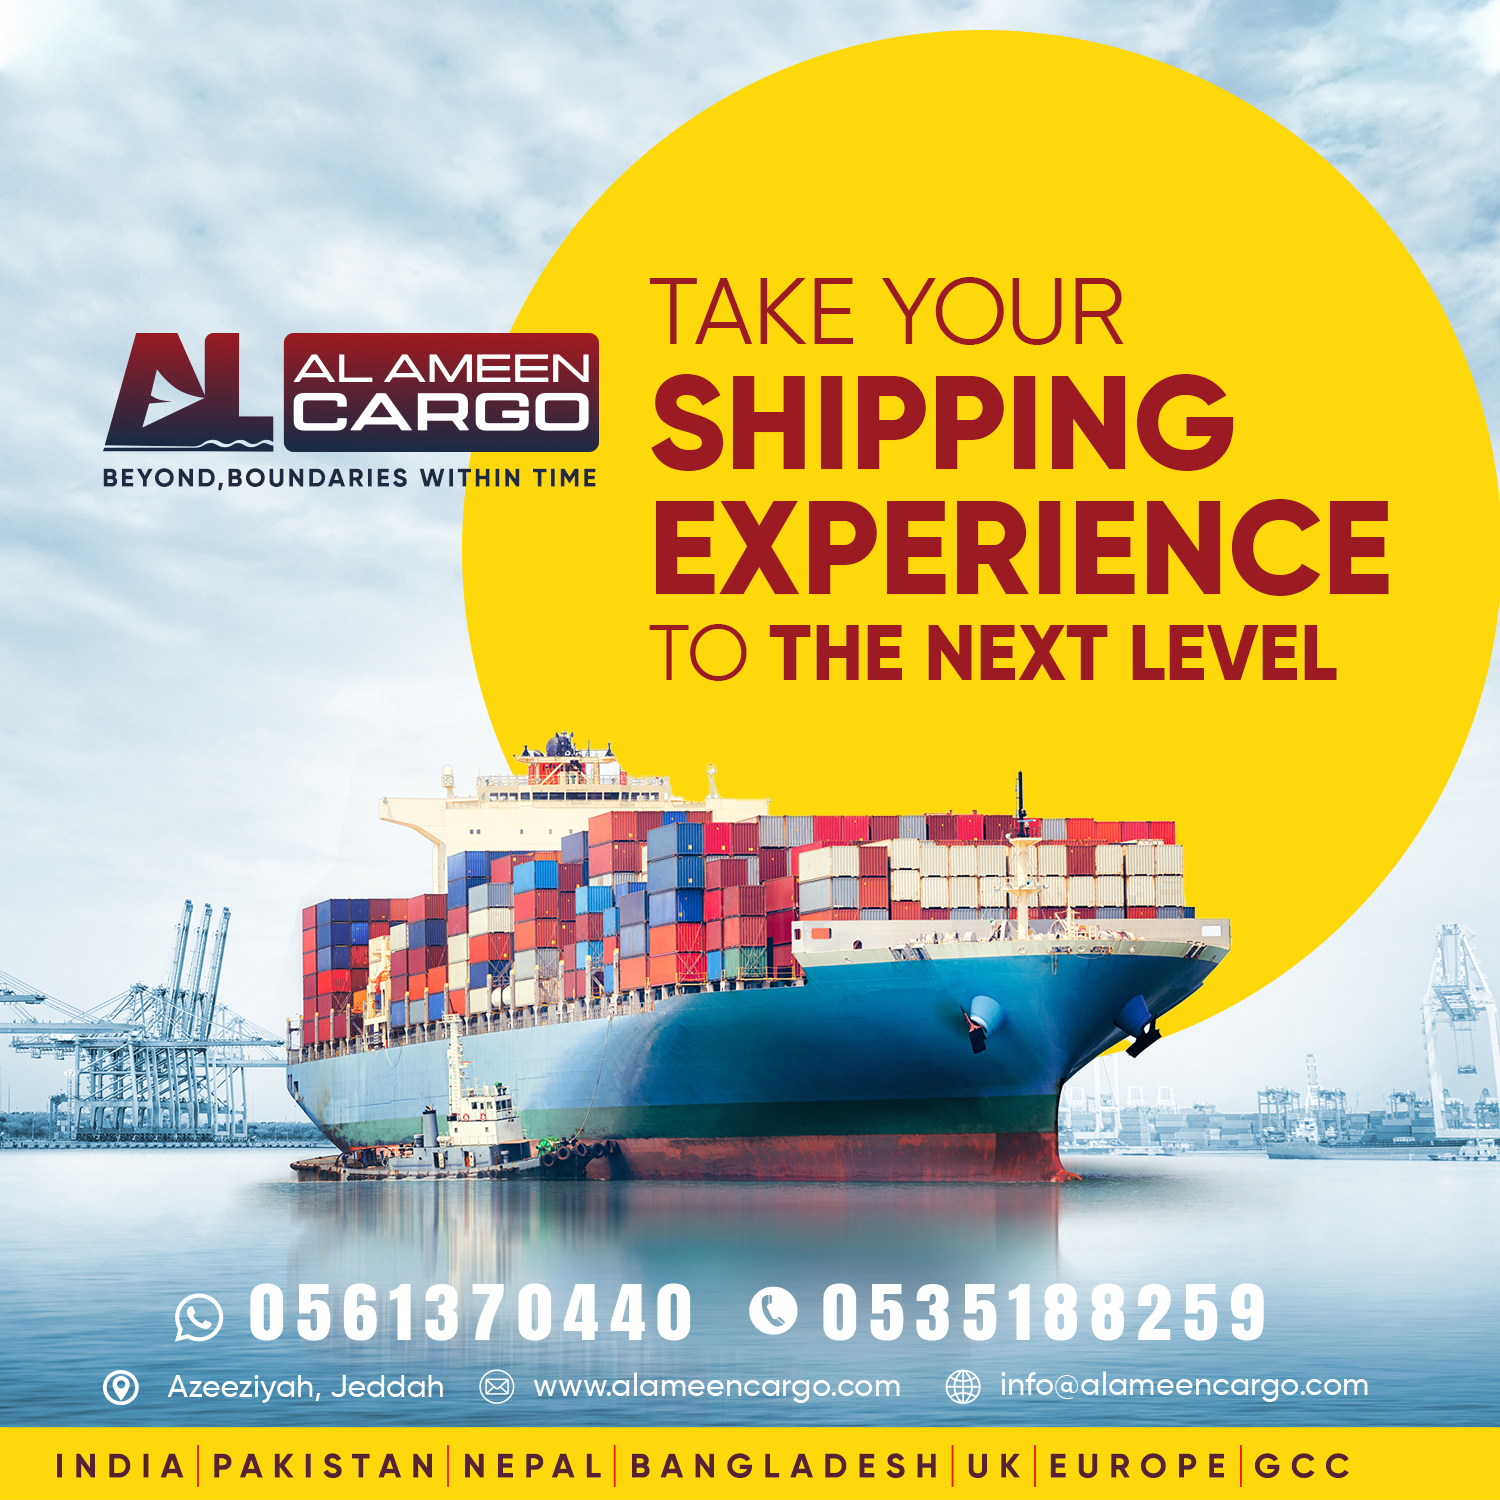 AL AMEEN
CARGO
BEYOND,BOUNDARIES WITHIN TIME
TAKE YOUR
SHIPPING
EXPERIENCE
TO THE NEXT LEVEL
0561370440 0535188259
Azeeziyah, Jeddah www.alameencargo.com info@alameencargo.com
INDIA|PAKISTAN|NEPAL|BANGLADESH|UK|EUROPE|GCC